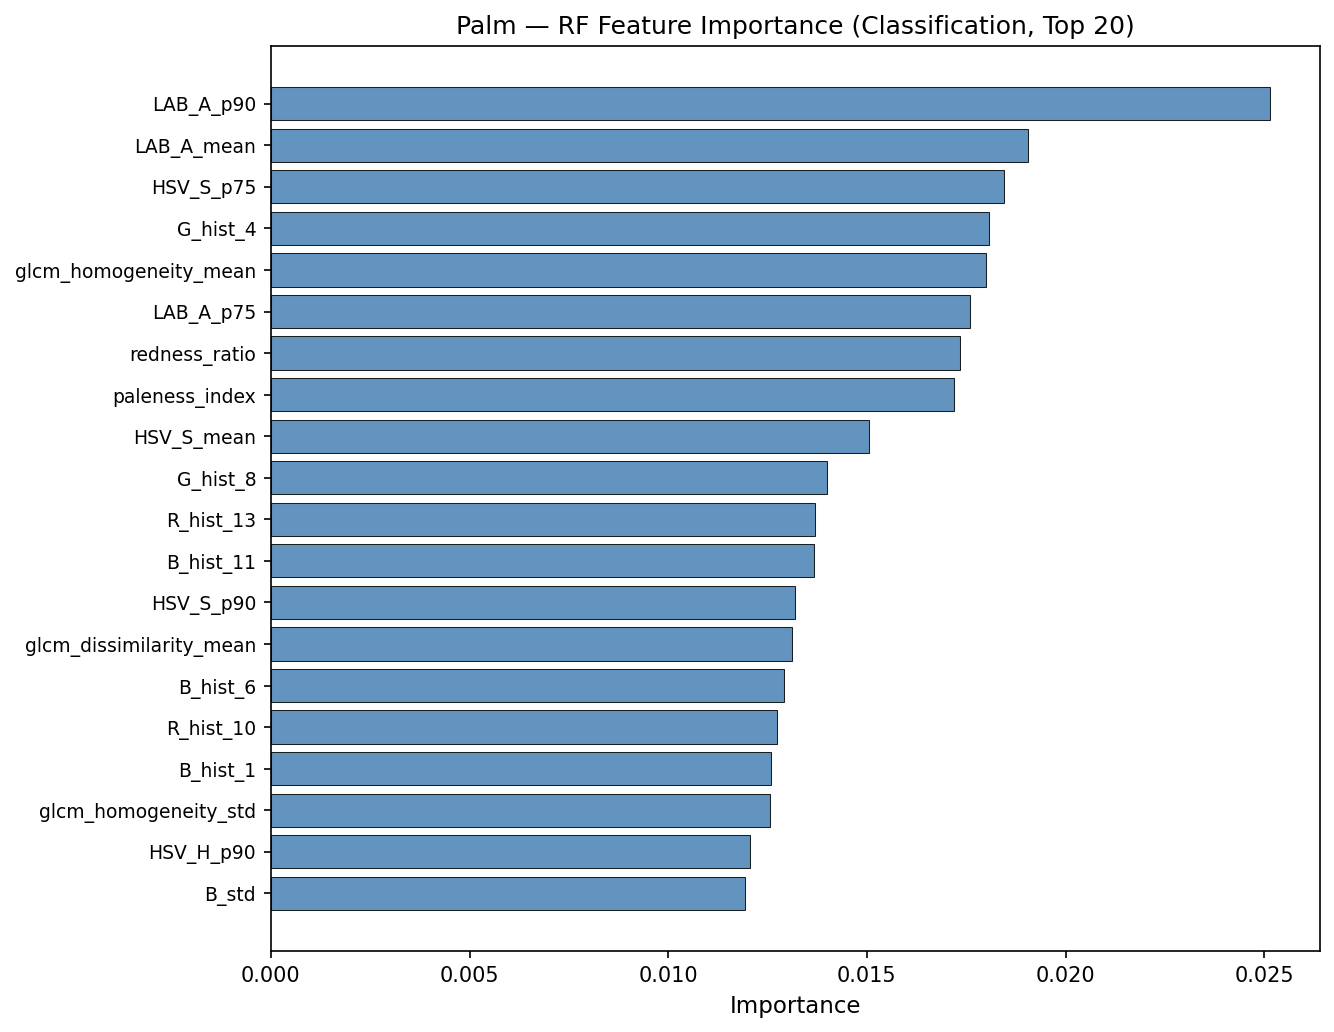 Palm — RF Feature Importance (Classification, Top 20)
LAB_A_p90
LAB_A_mean
HSV_S_p75
G_hist_4
glcm_homogeneity_mean
LAB_A_p75
redness_ratio
paleness_index
HSV_S_mean
G_hist_8
R_hist_13
B_hist_11
HSV_S_p90
glcm_dissimilarity_mean
B_hist_6
R_hist_10
B_hist_1
glcm_homogeneity_std
HSV_H_p90
B_std
0.000 0.005 0.010 0.015 0.020 0.025
Importance